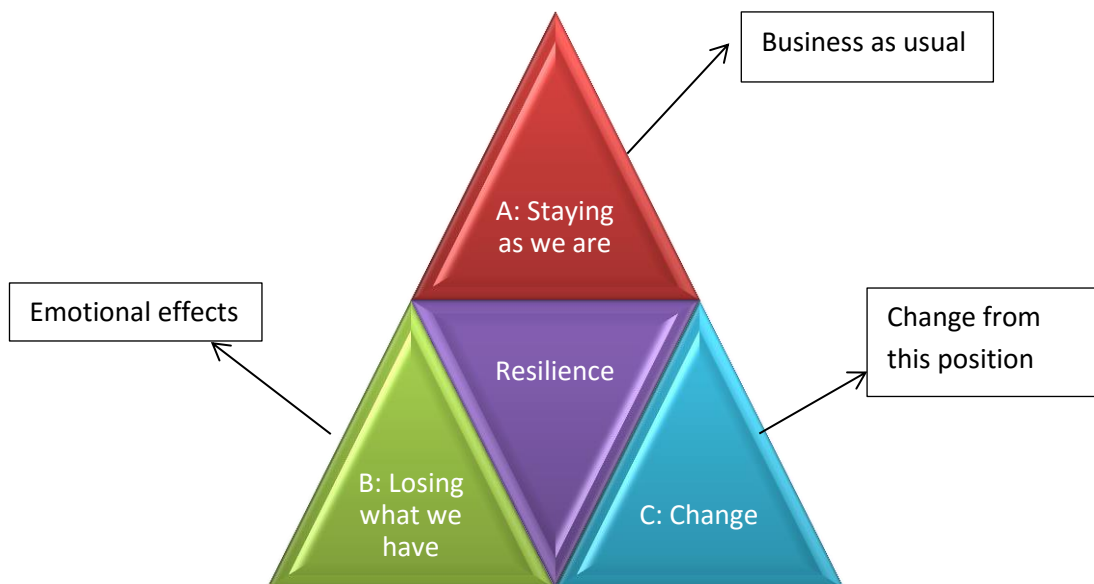 Business as usual
A: Staying
as we are
Emotional effects
Change from
this position
Resilience
B: Losing
what we
have
C: Change